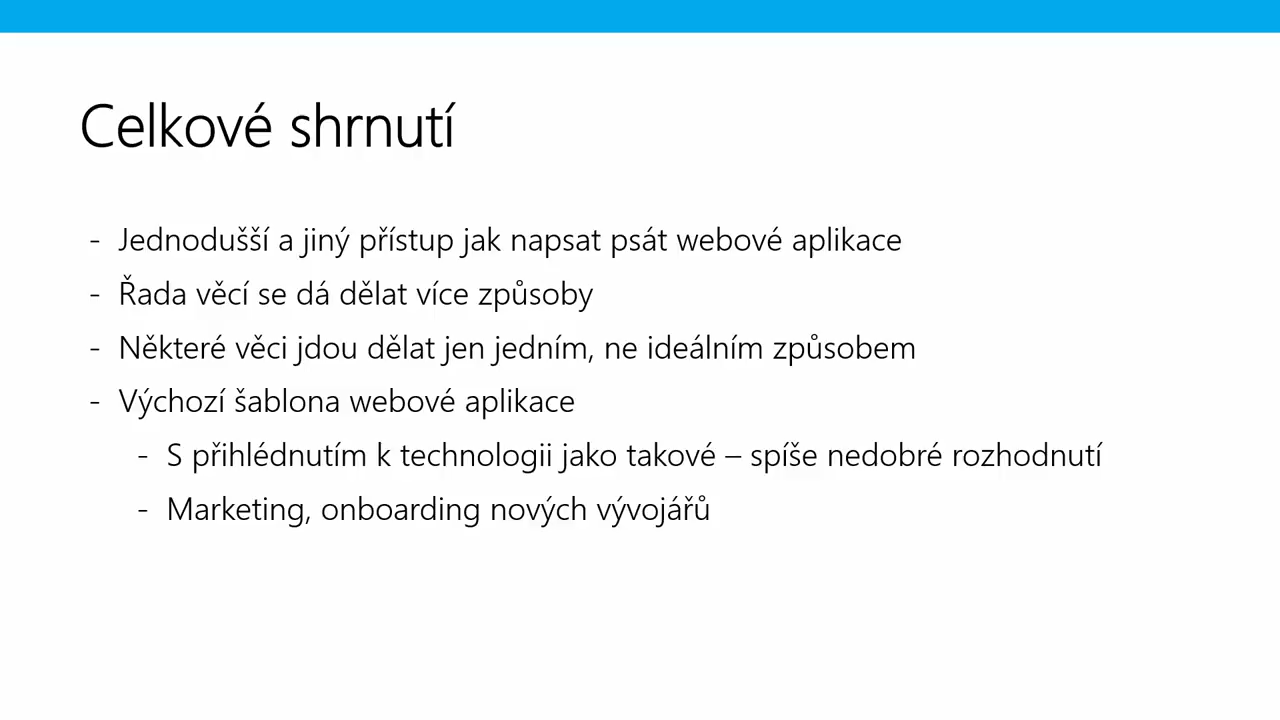 Celkové shrnutí
- Jednodušší a jiný přístup jak napsat psát webové aplikace
- Řada věcí se dá dělat více způsoby
- Některé věci jdou dělat jen jedním, ne ideálním způsobem
- Výchozí šablona webové aplikace
- S přihlédnutím k technologii jako takové – spíše nedobré rozhodnutí
- Marketing, onboarding nových vývojářů